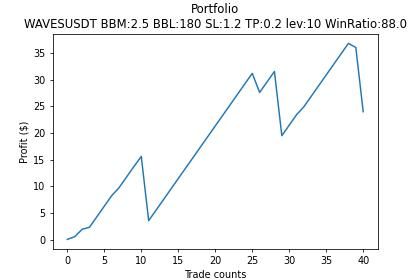 Portfolio
WAVESUSDT BBM:2.5 BBL:180 SL:1.2 TP:0.2 lev:10 WinRatio:88.0
35
30
25
20
15
10
5
0
Profit ($)
0 5 10 15 20 25 30 35 40
Trade counts